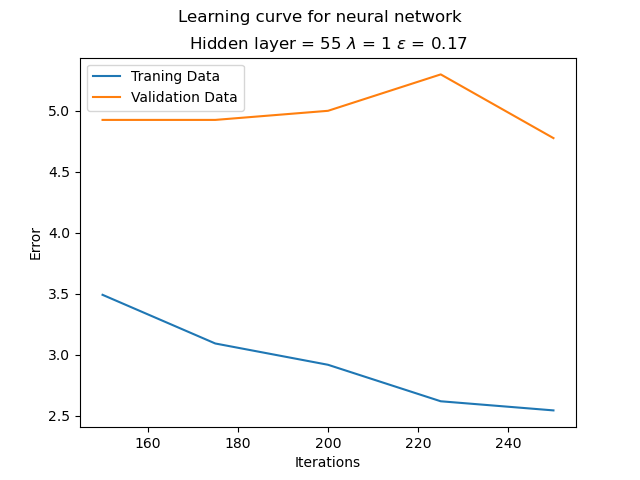 Learning curve for neural network
Hidden layer = 55 λ = 1 ε = 0.17
Traning Data
Validation Data
5.0
4.5
4.0
3.5
3.0
2.5
Error
160 180 200 220 240
Iterations